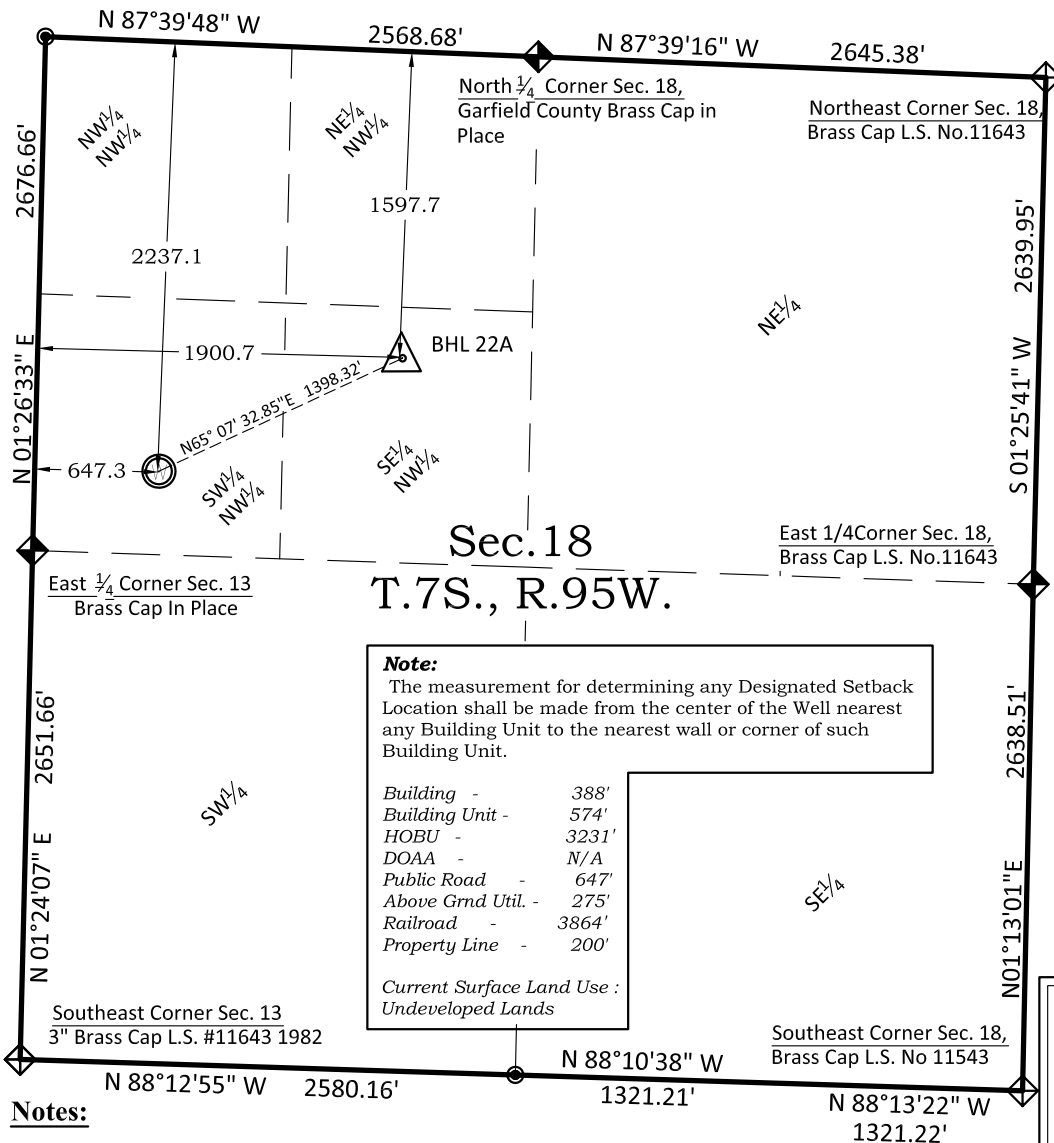 N 87°39'48" W
2568.68'
N 87°39'16" W
2645.38'
North ¼ Corner Sec. 18,
Garfield County Brass Cap in
Place
Northeast Corner Sec. 18,
Brass Cap L.S. No.11643
NW¼
NW¼
NE¼
NW¼
2676.66'
1597.7
2237.1
2639.95'
NE¼
BHL 22A
1900.7
N65° 07' 32.85"E 1398.32'
N 01°26'33" E
S 01°25'41" W
647.3
W
SW¼
NW¼
SE¼
NW¼
Sec.18
T.7S., R.95W.
East 1/4Corner Sec. 18,
Brass Cap L.S. No.11643
East ¼ Corner Sec. 13
Brass Cap In Place
Note:
The measurement for determining any Designated Setback
Location shall be made from the center of the Well nearest
any Building Unit to the nearest wall or corner of such
Building Unit.
Building - 388'
Building Unit - 574'
HOBU - 3231'
DOAA - N/A
Public Road - 647'
Above Grnd Util. - 275'
Railroad - 3864'
Property Line - 200'
Current Surface Land Use :
Undeveloped Lands
2651.66'
2638.51'
SW¼
SE¼
N 01°24'07" E
N01°13'01"E
Southeast Corner Sec. 13
3" Brass Cap L.S. #11643 1982
Southeast Corner Sec. 18,
Brass Cap L.S. No 11543
N 88°12'55" W
2580.16'
N 88°10'38" W
1321.21'
N 88°13'22" W
1321.22'
Notes: